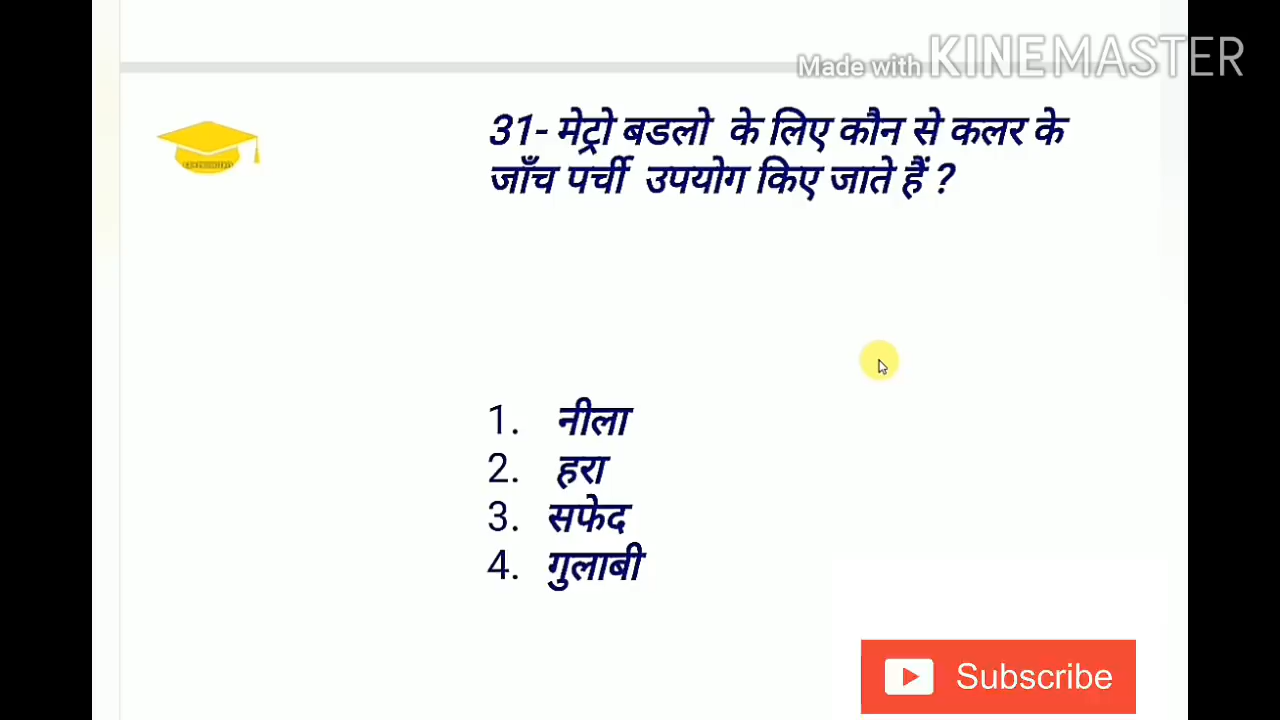 Made with KINEMASTER
31- मेट्रो बडलो के लिए कौन से कलर के
जाँच पर्ची उपयोग किए जाते हैं ?
1. नीला
2. हरा
3. सफेद
4. गुलाबी
Subscribe